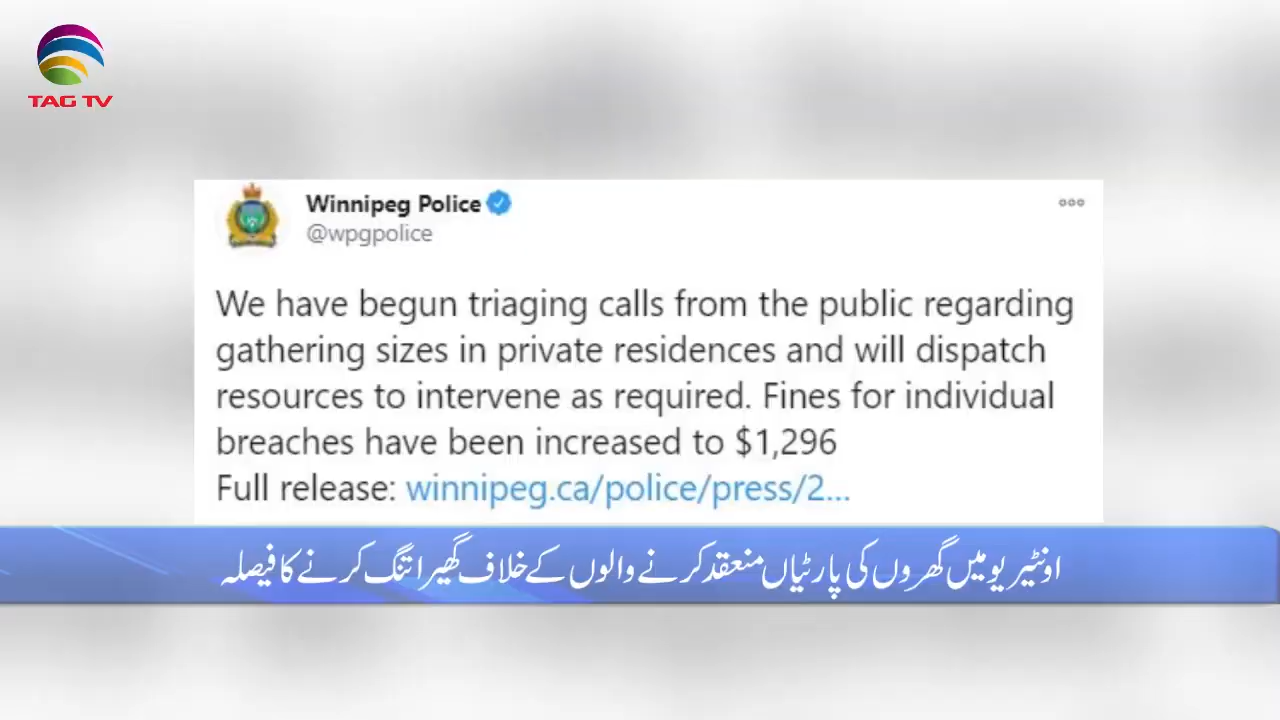 TAG TV
Winnipeg Police
@wpgpolice
We have begun triaging calls from the public regarding
gathering sizes in private residences and will dispatch
resources to intervene as required. Fines for individual
breaches have been increased to $1,296
Full release: winnipeg.ca/police/press/2...
اونٹیریو میں گھروں کی پارٹیاں منعقد کرنے والوں کے خلاف گھیرا تنگ کرنے کا فیصلہ